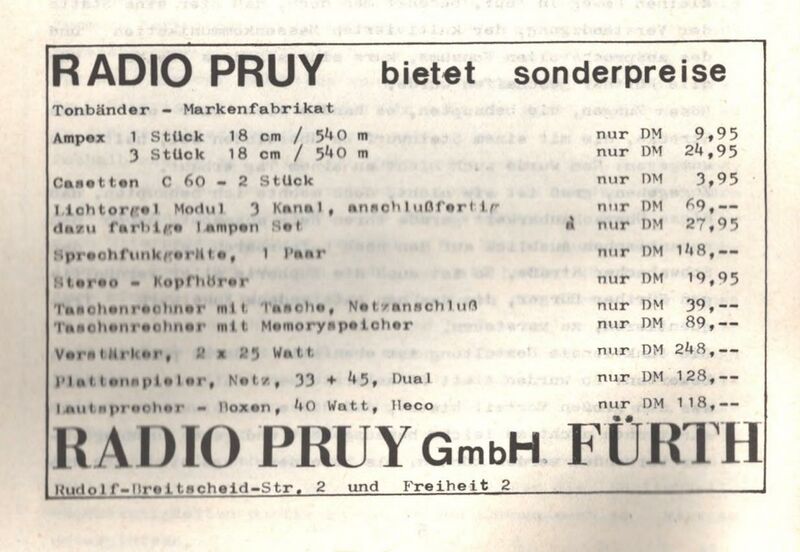 RADIO PRUY bietet sonderpreise
Tonbänder - Markenfabrikat
Ampex 1 Stück 18 cm / 540 m nur DM 9,95
3 Stück 18 cm / 540 m nur DM 24,95
Casetten C 60 - 2 Stück nur DM 3,95
Lichtorgel Modul, 3 Kanal, anschlußfertig nur DM 69,--
dazu farbige Lampen Set à nur DM 27,95
Sprechfunkgeräte, 1 Paar nur DM 148,--
Stereo - Kopfhörer nur DM 19,95
Taschenrechner mit Tasche, Netzanschluß nur DM 39,--
Taschenrechner mit Memoryspeicher nur DM 89,--
Verstärker, 2 x 25 Watt nur DM 248,--
Plattenspieler, Netz, 33 + 45, Dual nur DM 128,--
Lautsprecher - Boxen, 40 Watt, Heco nur DM 118,--
RADIO PRUY GmbH FÜRTH
Rudolf-Breitscheid-Str. 2 und Freiheit 2